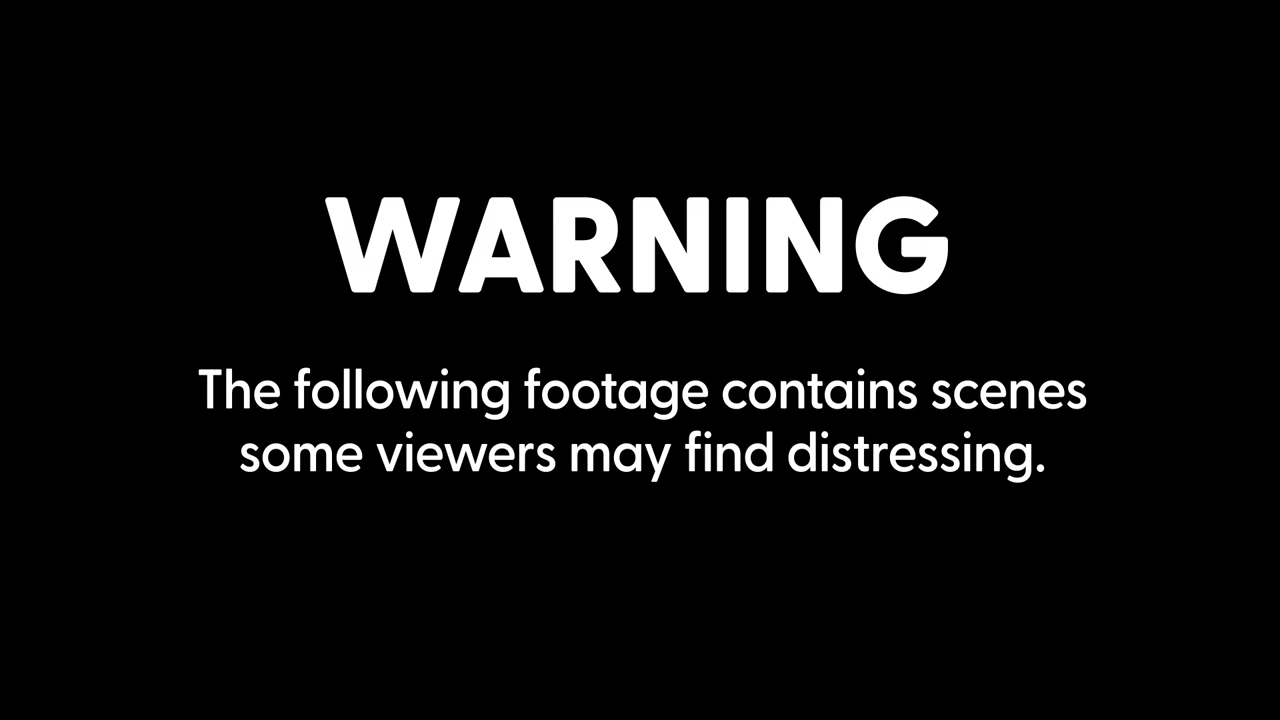 WARNING
The following footage contains scenes
some viewers may find distressing.